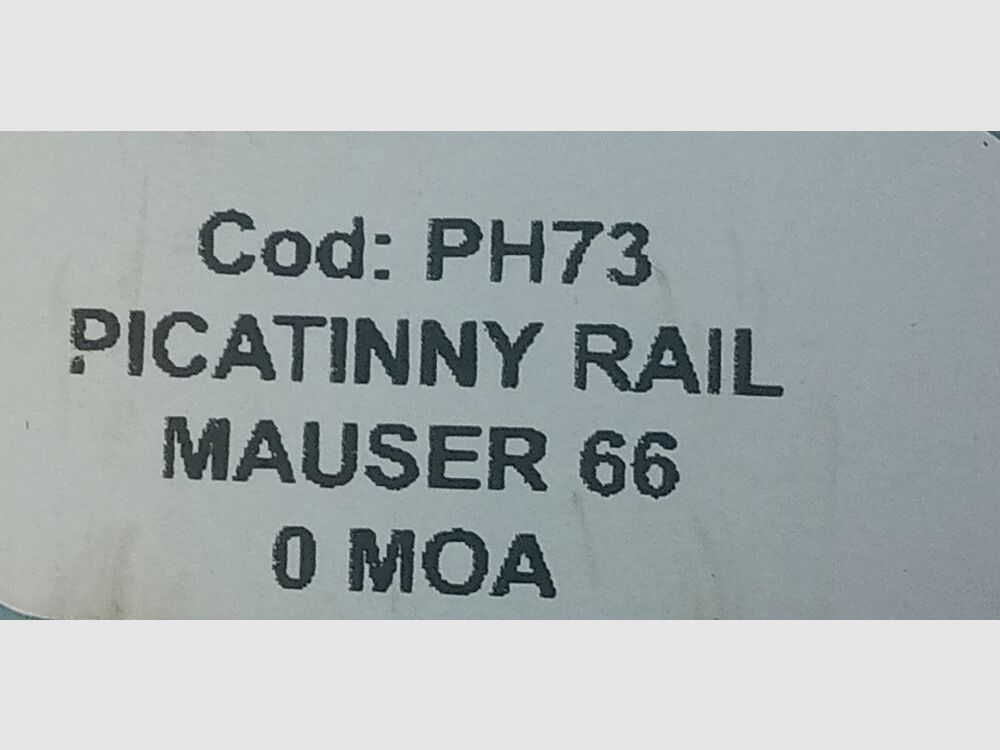 Cod: PH73
PICATINNY RAIL
MAUSER 66
0 MOA